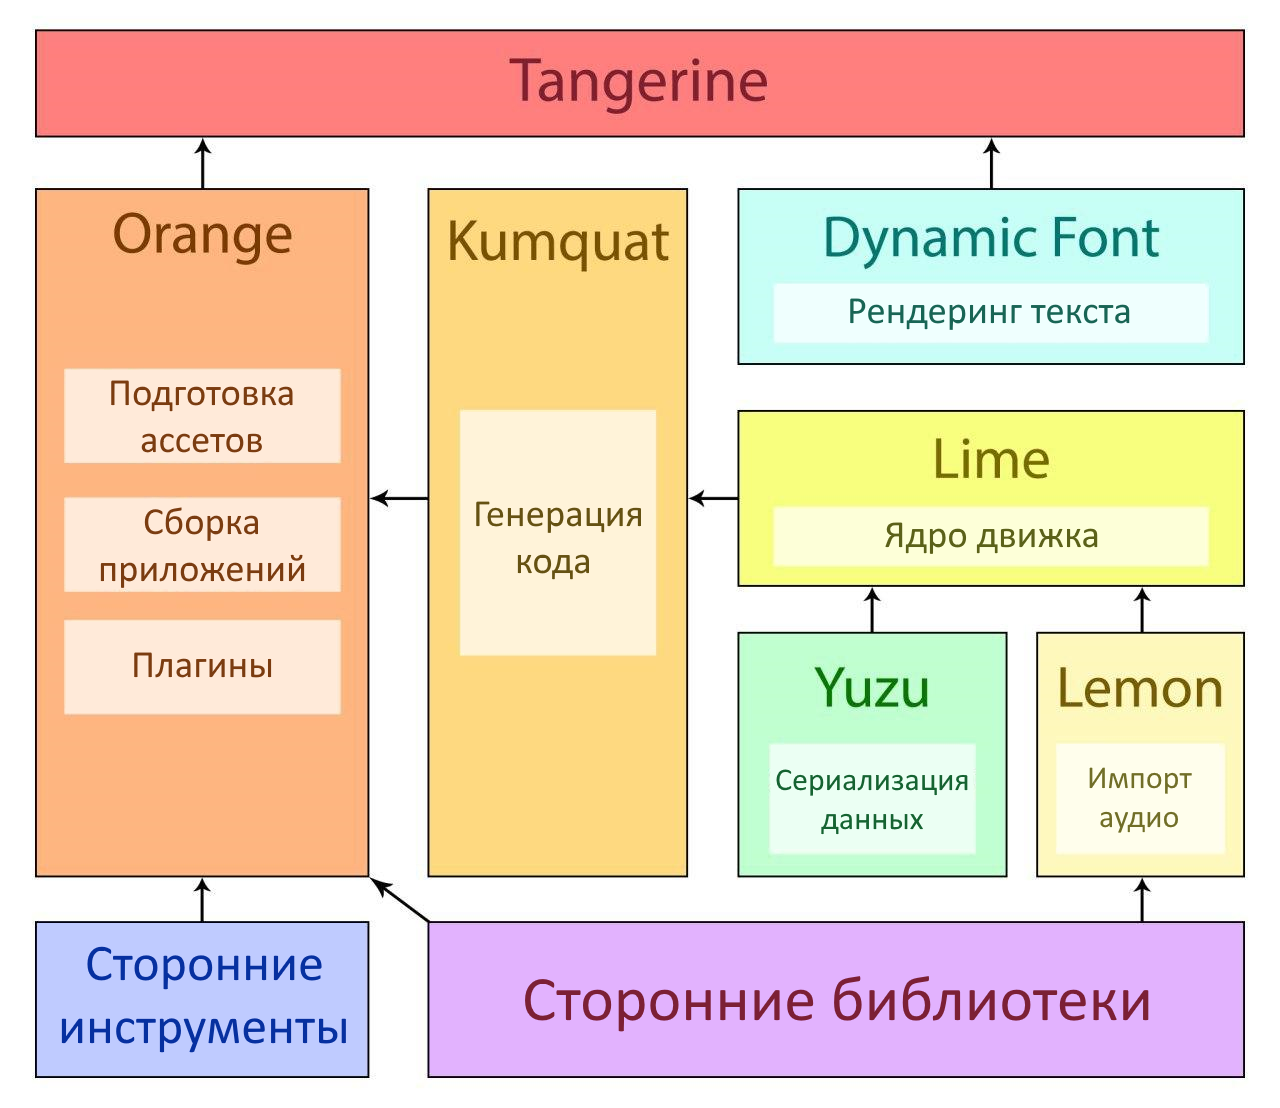 Tangerine
Orange
Подготовка
ассетов
Сборка
приложений
Плагины
Kumquat
Генерация
кода
Dynamic Font
Рендеринг текста
Lime
Ядро движка
Yuzu
Сериализация
данных
Lemon
Импорт
аудио
Сторонние
инструменты
Сторонние библиотеки